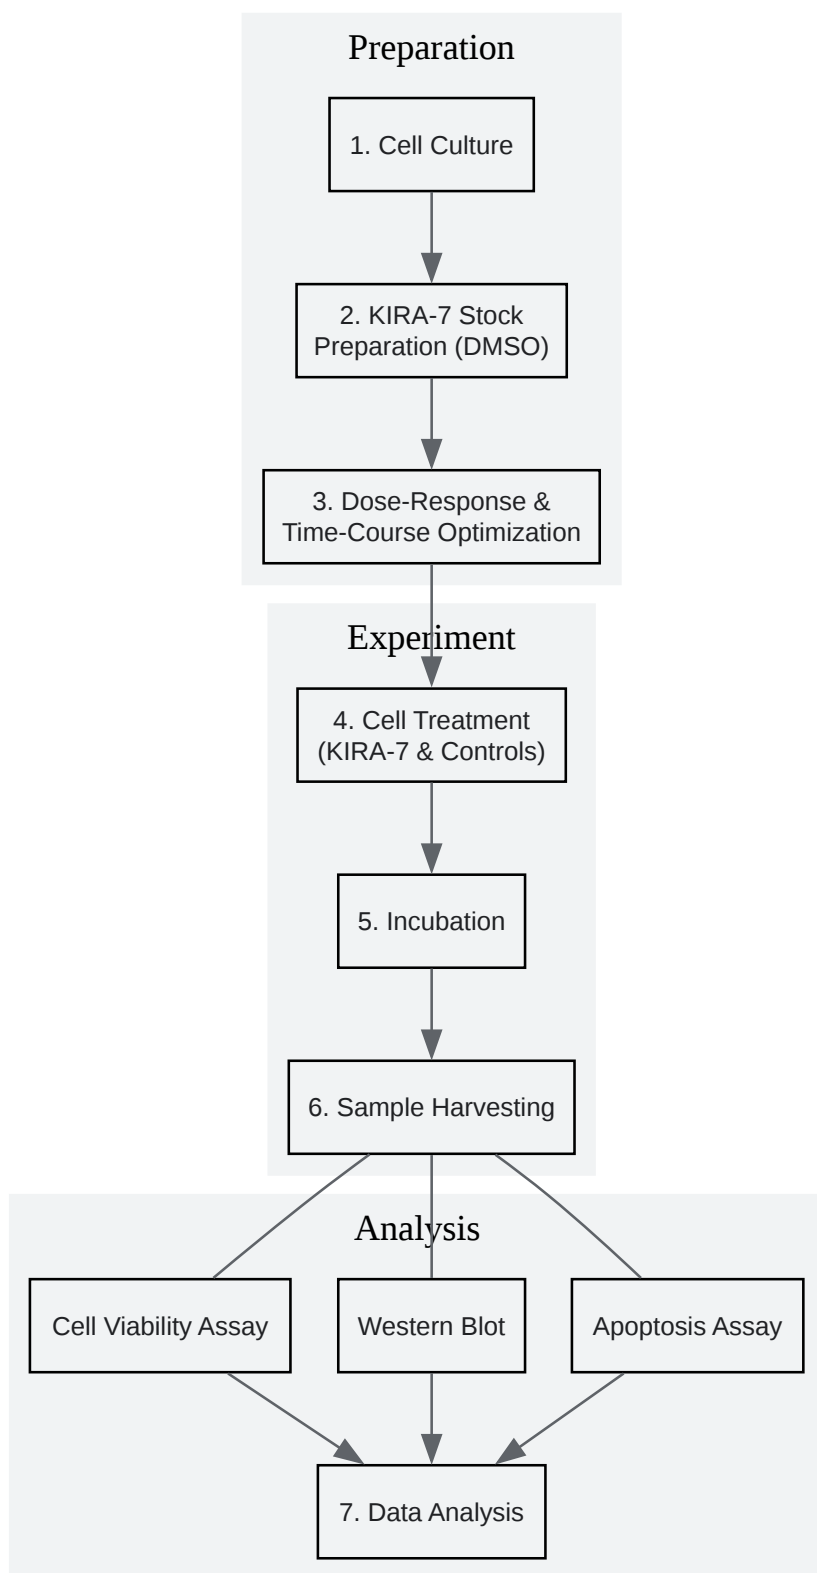 Preparation
1. Cell Culture
2. KIRA-7 Stock
Preparation (DMSO)
3. Dose-Response &
Time-Course Optimization
Experiment
4. Cell Treatment
(KIRA-7 & Controls)
5. Incubation
6. Sample Harvesting
Analysis
Cell Viability Assay
Western Blot
Apoptosis Assay
7. Data Analysis